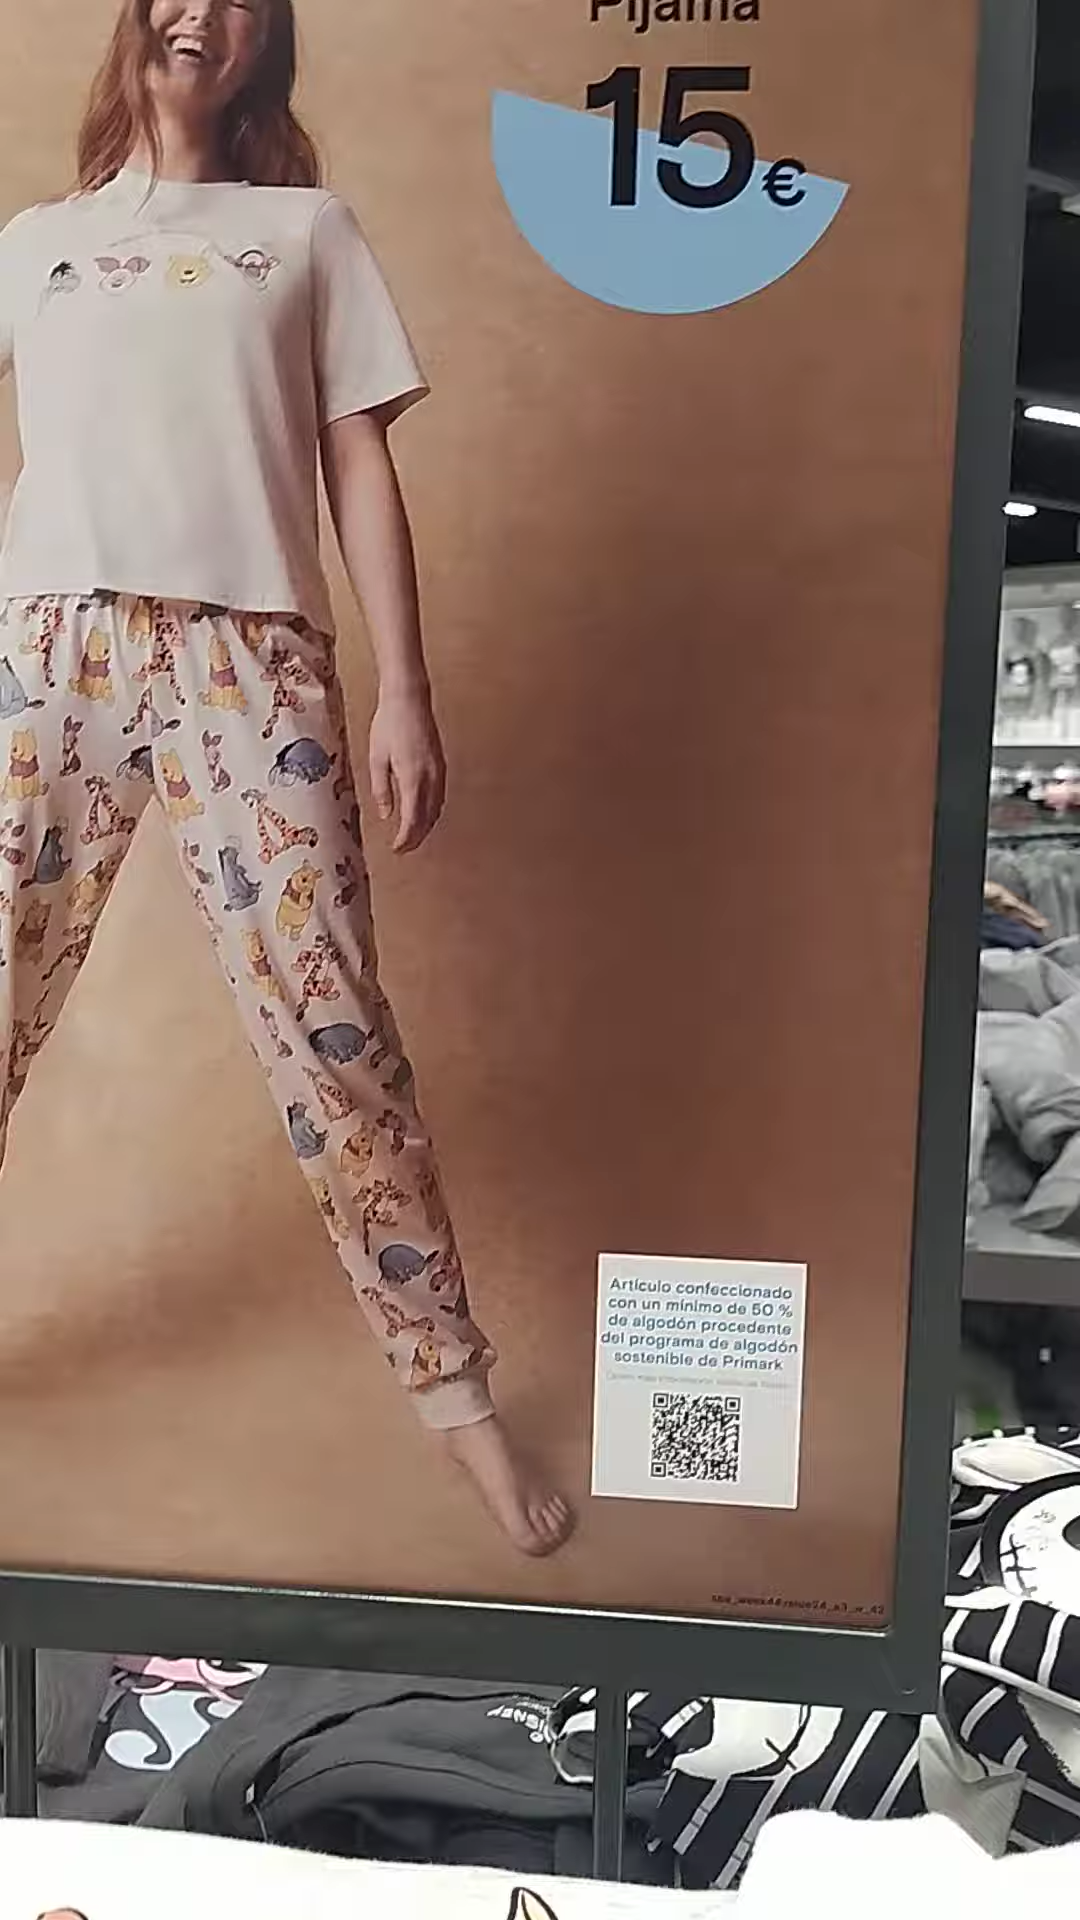 Pijama
15€
Artículo confeccionado
con un mínimo de 50 %
de algodón procedente
del programa de algodón
sostenible de Primark